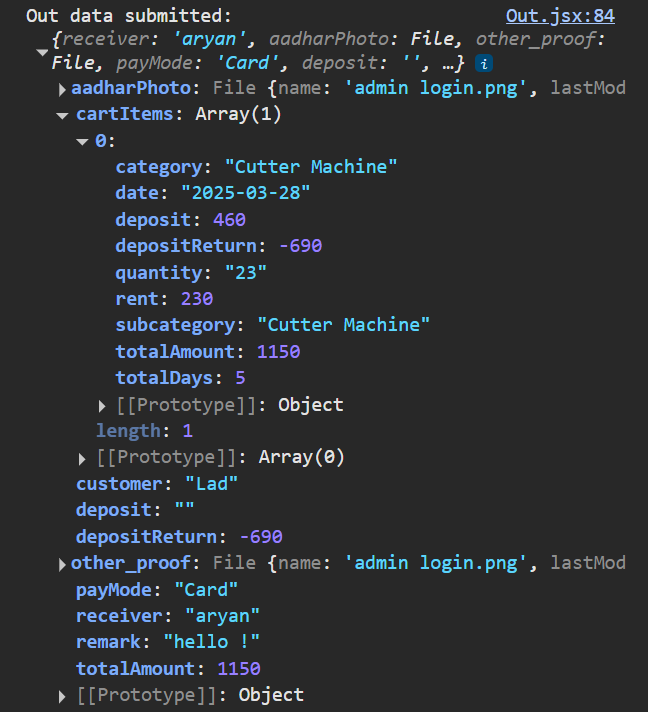 Out data submitted: Out.jsx:84
{receiver: 'aryan', aadharPhoto: File, other_proof:
File, payMode: 'Card', deposit: '', …} i
aadharPhoto: File {name: 'admin login.png', lastMod
cartItems: Array(1)
0:
category: "Cutter Machine"
date: "2025-03-28"
deposit: 460
depositReturn: -690
quantity: "23"
rent: 230
subcategory: "Cutter Machine"
totalAmount: 1150
totalDays: 5
[[Prototype]]: Object
length: 1
[[Prototype]]: Array(0)
customer: "Lad"
deposit: ""
depositReturn: -690
other_proof: File {name: 'admin login.png', lastMod
payMode: "Card"
receiver: "aryan"
remark: "hello !"
totalAmount: 1150
[[Prototype]]: Object